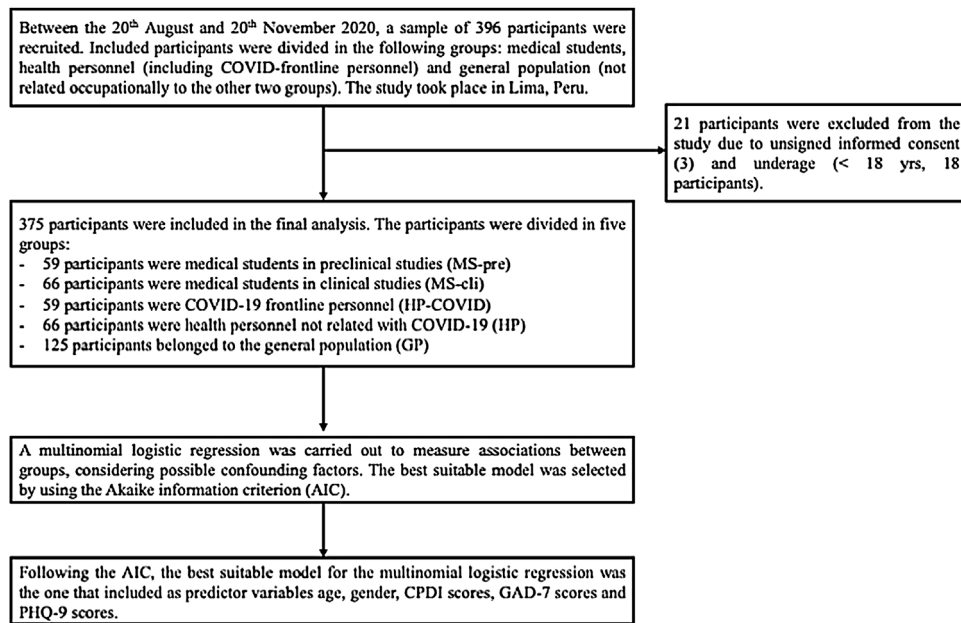 Between the 20th August and 20th November 2020, a sample of 396 participants were
recruited. Included participants were divided in the following groups: medical students,
health personnel (including COVID-frontline personnel) and general population (not
related occupationally to the other two groups). The study took place in Lima, Peru.
21 participants were excluded from the
study due to unsigned informed consent
(3) and underage (< 18 yrs, 18
participants).
375 participants were included in the final analysis. The participants were divided in five
groups:
- 59 participants were medical students in preclinical studies (MS-pre)
- 66 participants were medical students in clinical studies (MS-cli)
- 59 participants were COVID-19 frontline personnel (HP-COVID)
- 66 participants were health personnel not related with COVID-19 (HP)
- 125 participants belonged to the general population (GP)
A multinomial logistic regression was carried out to measure associations between
groups, considering possible confounding factors. The best suitable model was selected
by using the Akaike information criterion (AIC).
Following the AIC, the best suitable model for the multinomial logistic regression was
the one that included as predictor variables age, gender, CPDI scores, GAD-7 scores and
PHQ-9 scores.